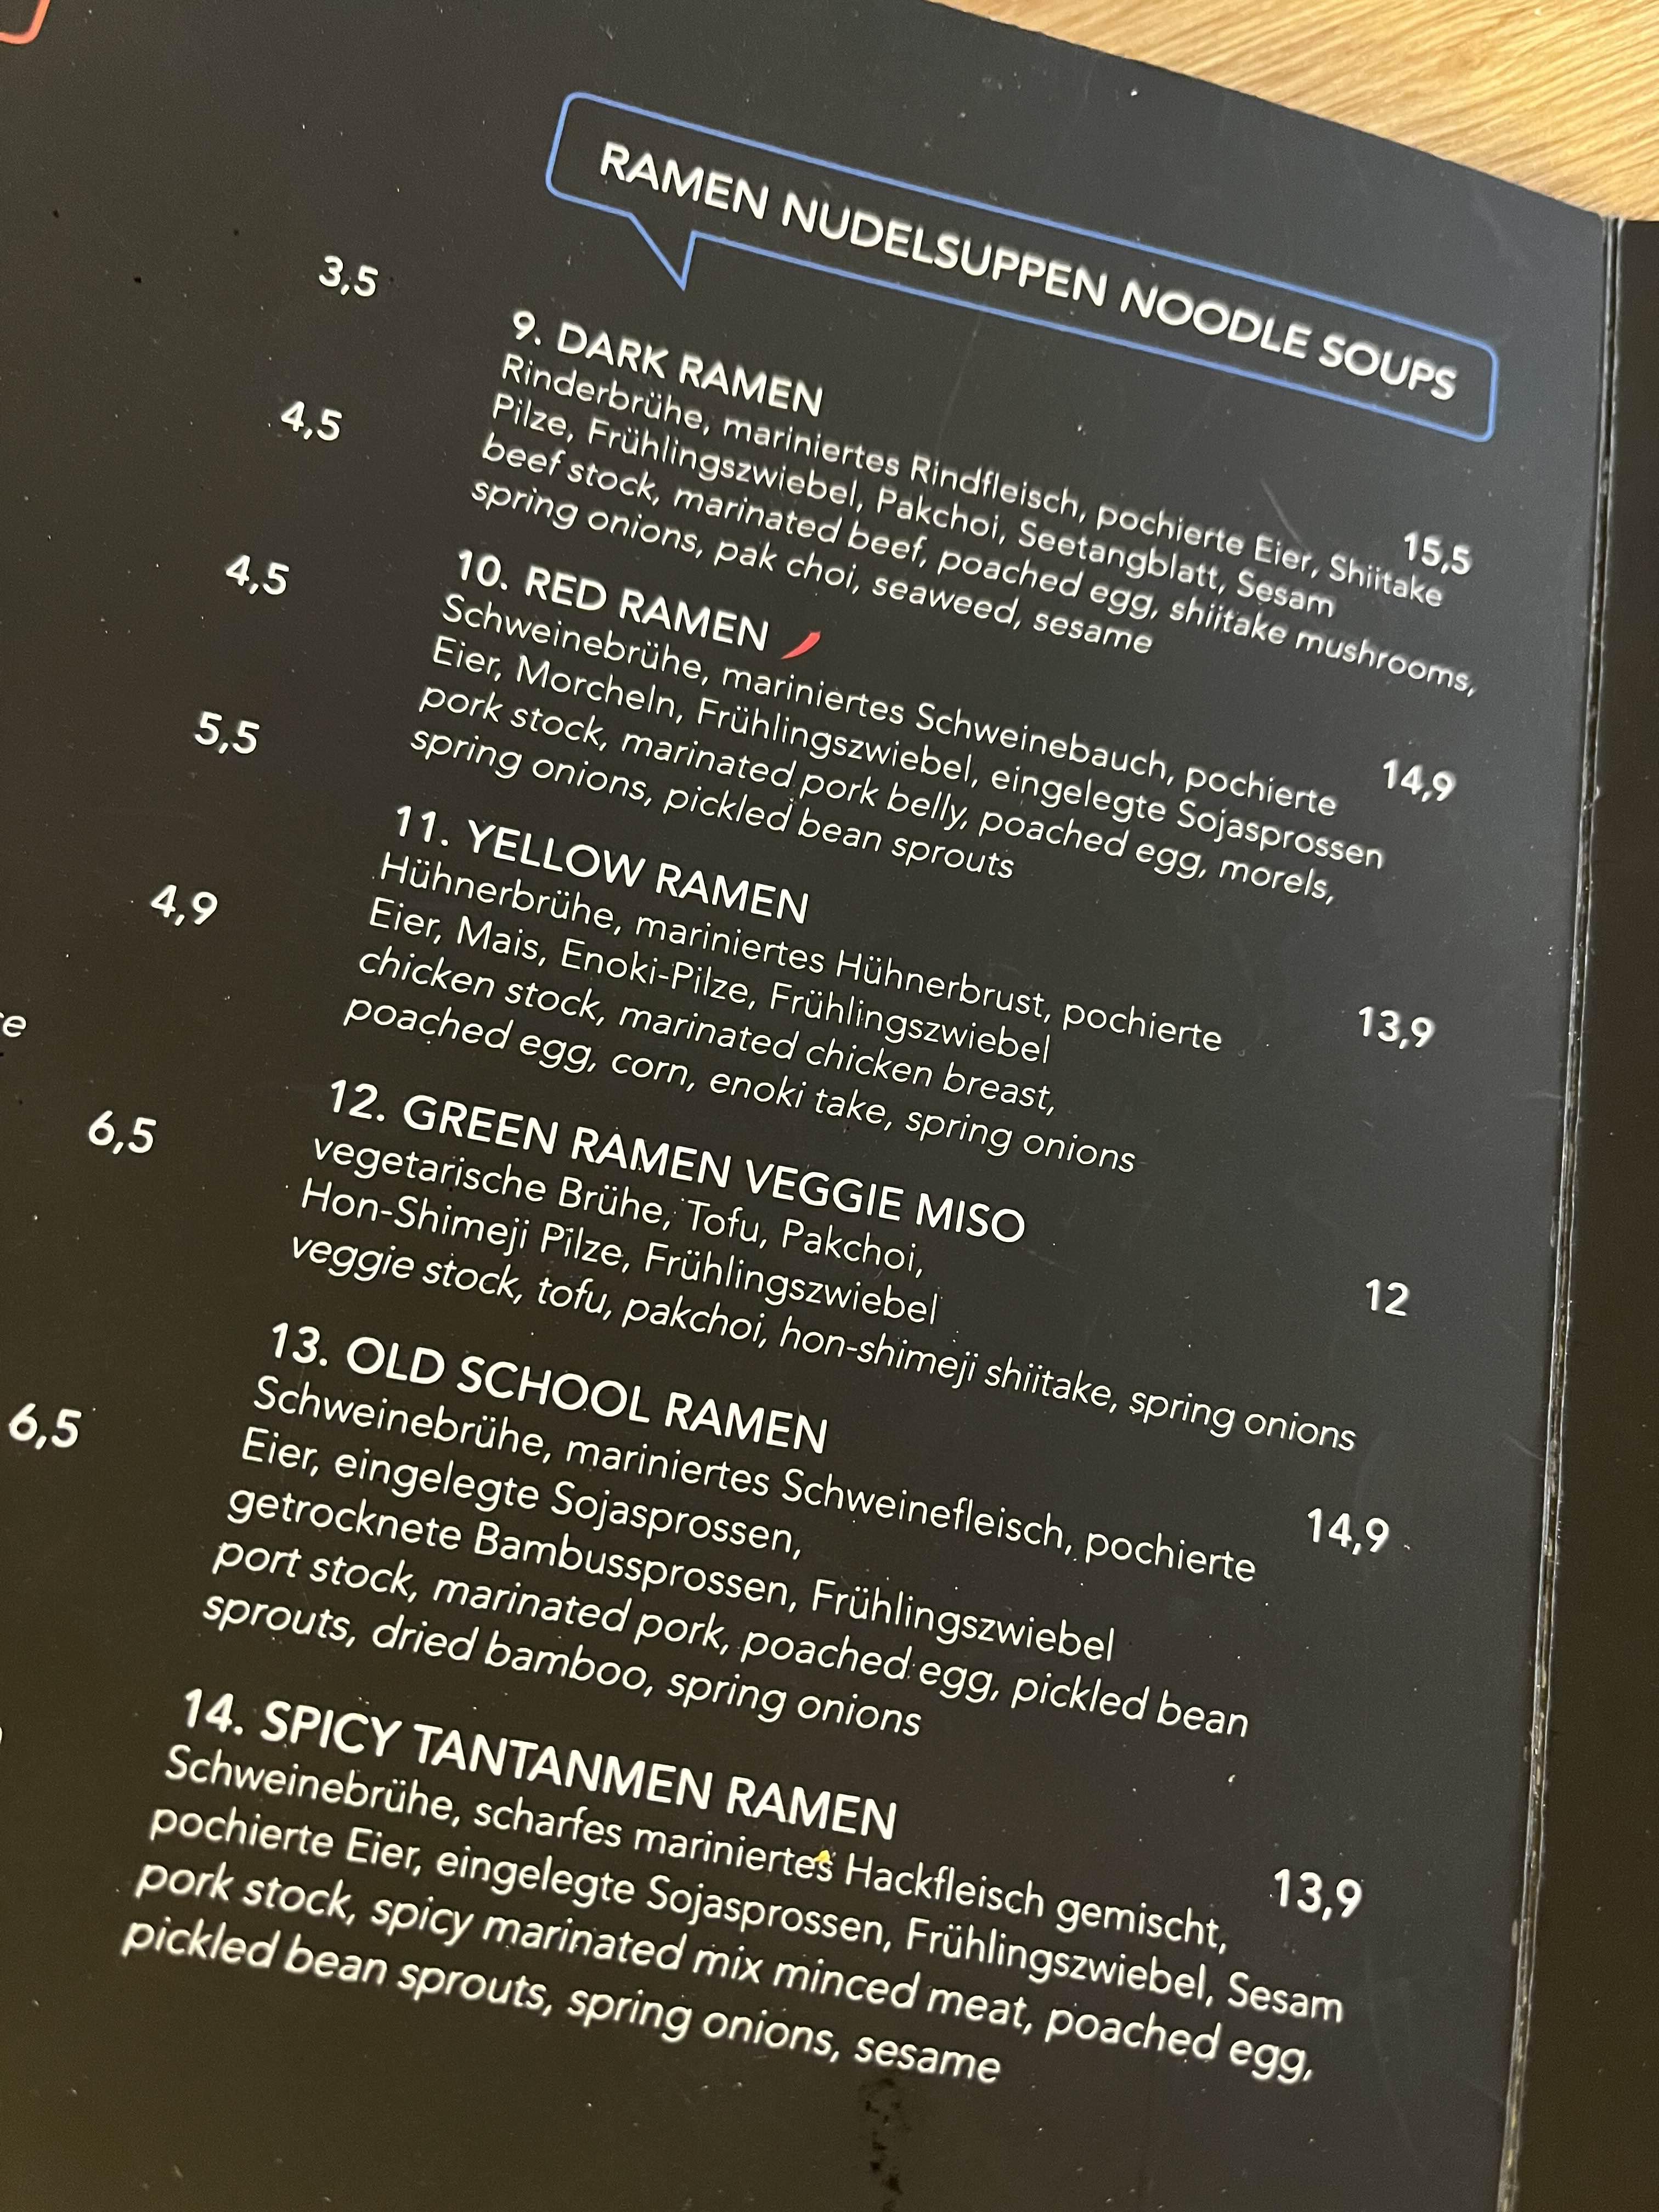 RAMEN NUDELSUPPEN NOODLE SOUPS
3,5
4,5
4,5
5,5
4,9
6,5
6,5
9. DARK RAMEN
Rinderbrühe, mariniertes Rindfleisch, pochierte Eier, Shiitake
15,5
Pilze, Frühlingszwiebel, Pakchoi, Seetangblatt, Sesam
beef stock, marinated beef, poached egg, shiitake mushrooms,
spring onions, pak choi, seaweed, sesame
10. RED RAMEN
Schweinebrühe, mariniertes Schweinebauch, pochierte
14,9
Eier, Morcheln, Frühlingszwiebel, eingelegte Sojasprossen
pork stock, marinated pork belly, poached egg, morels,
spring onions, pickled bean sprouts
11. YELLOW RAMEN
Hühnerbrühe, mariniertes Hühnerbrust, pochierte
13,9
Eier, Mais, Enoki-Pilze, Frühlingszwiebel
chicken stock, marinated chicken breast,
poached egg, corn, enoki take, spring onions
12. GREEN RAMEN VEGGIE MISO
12
vegetarische Brühe, Tofu, Pakchoi,
Hon-Shimeji Pilze, Frühlingszwiebel
veggie stock, tofu, pakchoi, hon-shimeji shiitake, spring onions
13. OLD SCHOOL RAMEN
Schweinebrühe, mariniertes Schweinefleisch, pochierte
14,9
Eier, eingelegte Sojasprossen,
getrocknete Bambussprossen, Frühlingszwiebel
port stock, marinated pork, poached egg, pickled bean
sprouts, dried bamboo, spring onions
14. SPICY TANTANMEN RAMEN
Schweinebrühe, scharfes mariniertes Hackfleisch gemischt,
13,9
pochierte Eier, eingelegte Sojasprossen, Frühlingszwiebel, Sesam
pork stock, spicy marinated mix minced meat, poached egg,
pickled bean sprouts, spring onions, sesame